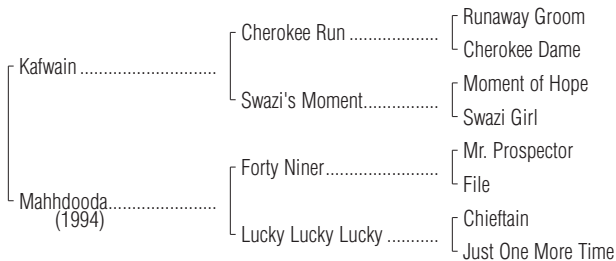 Runaway Groom
Cherokee Run ..................
Cherokee Dame
Kafwain ............................
Moment of Hope
Swazi's Moment...............
Swazi Girl
Mr. Prospector
Forty Niner.......................
File
Mahhdooda......................
(1994)
Chieftain
Lucky Lucky Lucky ..........
Just One More Time